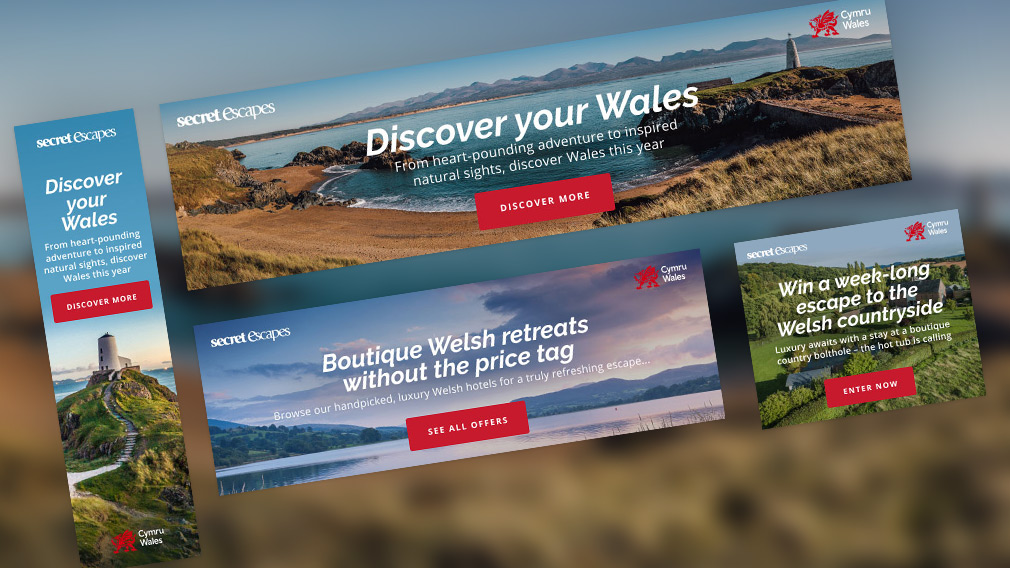 secret escapes
Discover
your
Wales
From heart-pounding
adventure to inspired
natural sights, discover
Wales this year
DISCOVER MORE
Cymru
Wales
secret escapes
Cymru
Wales
Discover your Wales
From heart-pounding adventure to inspired
natural sights, discover Wales this year
DISCOVER MORE
secret escapes
Cymru
Wales
Boutique Welsh retreats
without the price tag
Browse our handpicked, luxury Welsh hotels for a truly refreshing escape...
SEE ALL OFFERS
secret escapes
Cymru
Wales
Win a week-long
escape to the
Welsh countryside
Luxury awaits with a stay at a boutique
country bolthole – the hot tub is calling
ENTER NOW